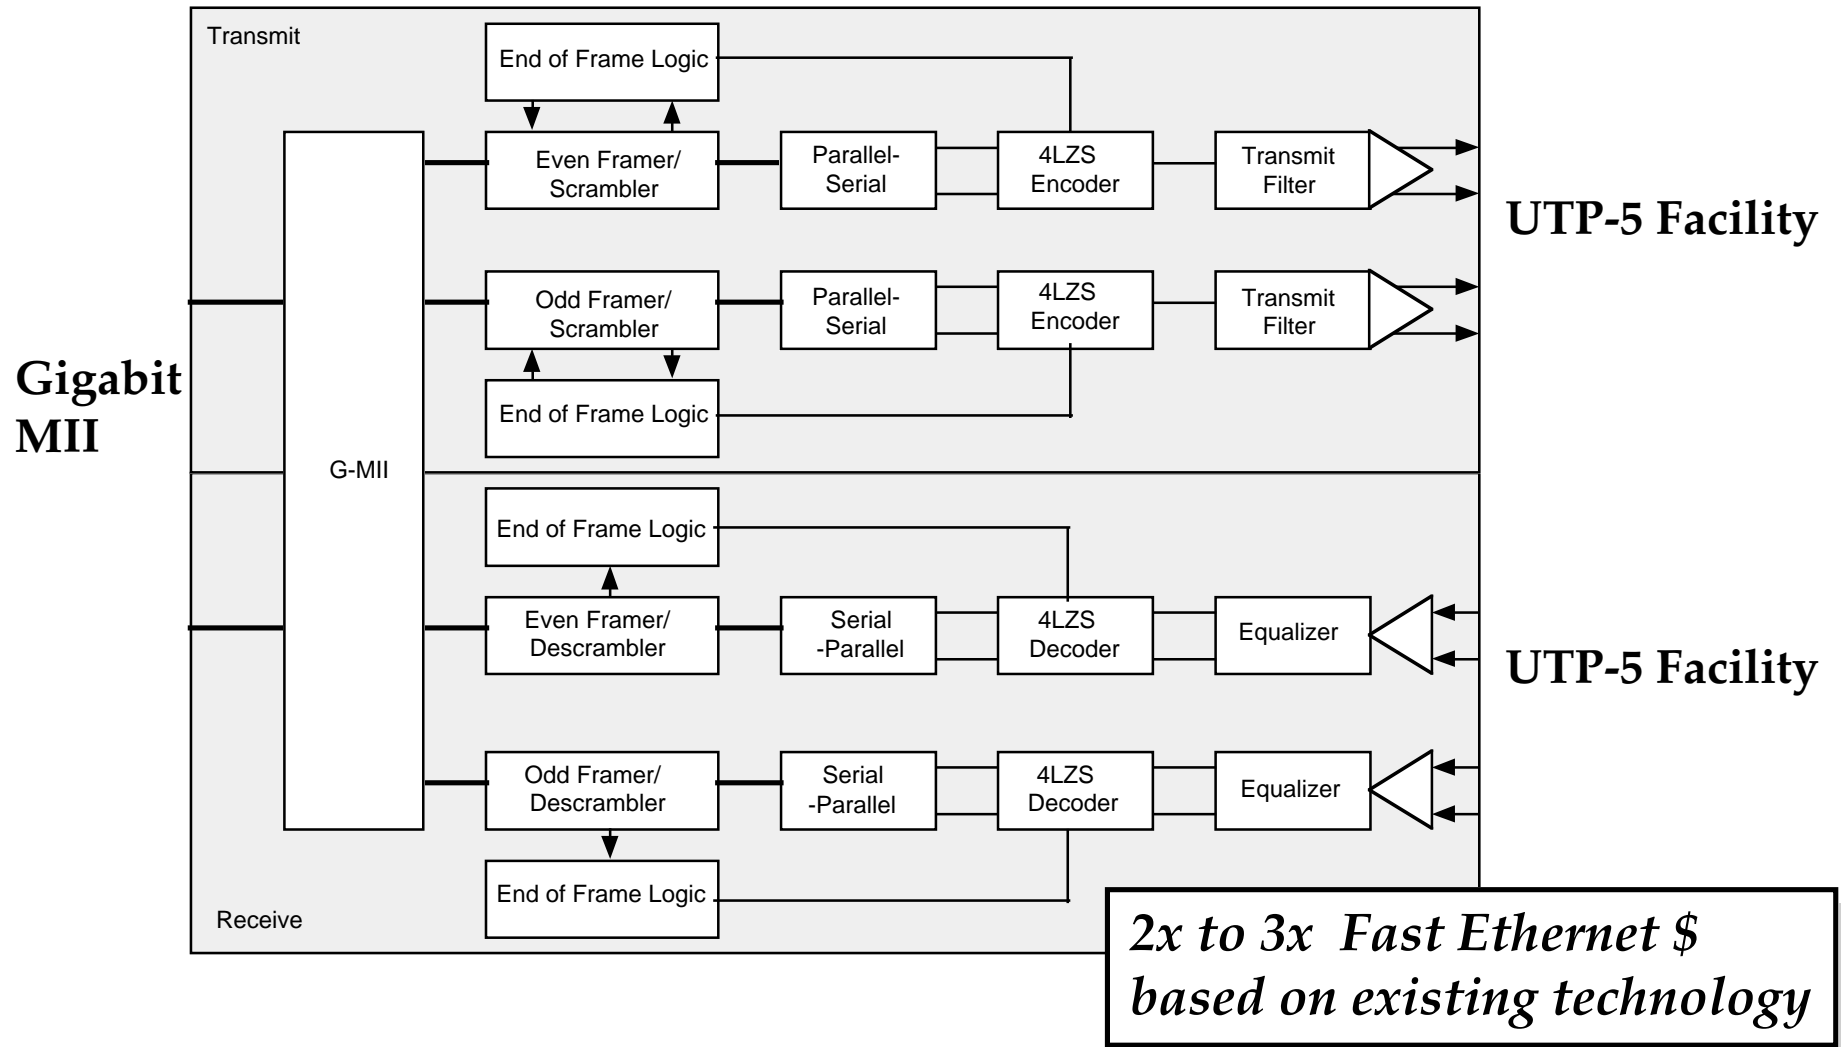 Transmit
End of Frame Logic
Even Framer/
Scrambler
Parallel-
Serial
4LZS
Encoder
Transmit
Filter
UTP-5 Facility
Odd Framer/
Scrambler
Parallel-
Serial
4LZS
Encoder
Transmit
Filter
End of Frame Logic
Gigabit
MII
G-MII
End of Frame Logic
Even Framer/
Descrambler
Serial
-Parallel
4LZS
Decoder
Equalizer
UTP-5 Facility
Odd Framer/
Descrambler
Serial
-Parallel
4LZS
Decoder
Equalizer
End of Frame Logic
Receive
2x to 3x Fast Ethernet $
based on existing technology